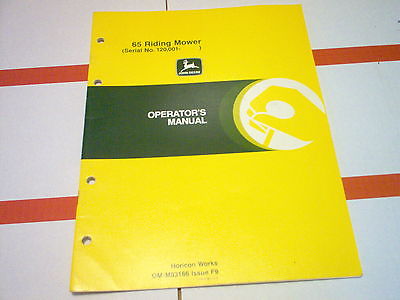 65 Riding Mower
(Serial No. 120,001-          )
JOHN DEERE
OPERATOR'S
MANUAL
Horicon Works
OM-M93166 Issue F9